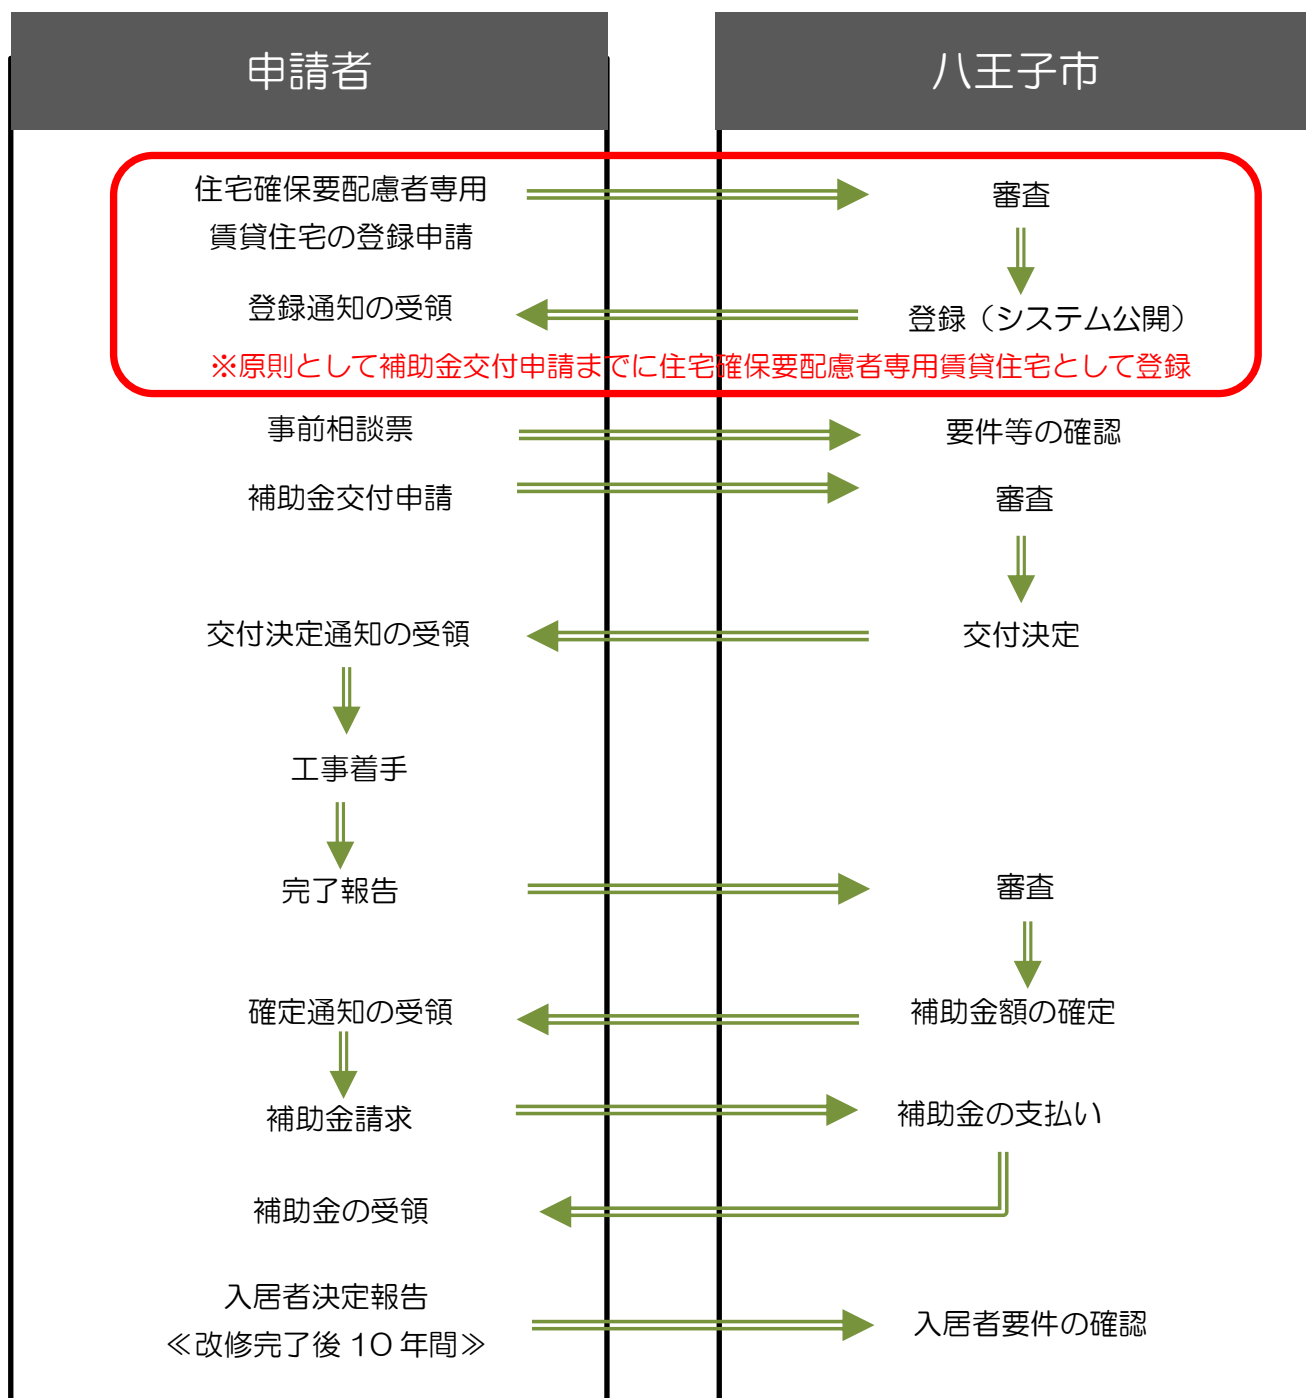 申請者
八王子市
住宅確保要配慮者専用
賃貸住宅の登録申請
審査
登録通知の受領
登録（システム公開）
※原則として補助金交付申請までに住宅確保要配慮者専用賃貸住宅として登録
事前相談票
要件等の確認
補助金交付申請
審査
交付決定通知の受領
交付決定
工事着手
完了報告
審査
確定通知の受領
補助金額の確定
補助金請求
補助金の支払い
補助金の受領
入居者決定報告
≪改修完了後 10 年間≫
入居者要件の確認